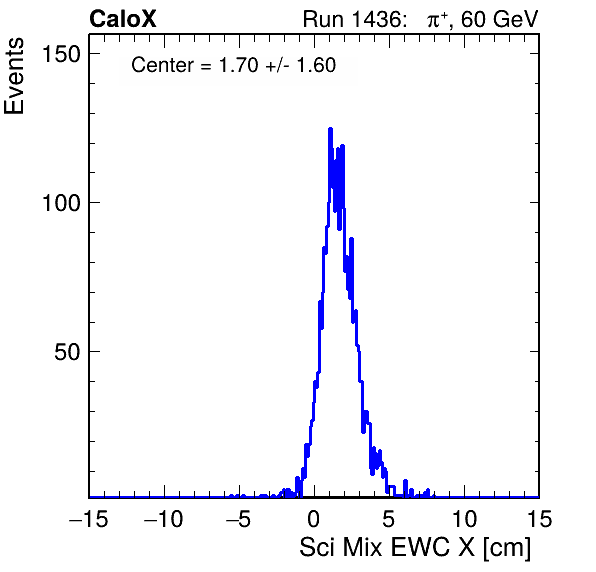 CaloX Run 1436: π⁺, 60 GeV
Events
150
Center = 1.70 +/- 1.60
100
50
−15 −10 −5 0 5 10 15
Sci Mix EWC X [cm]